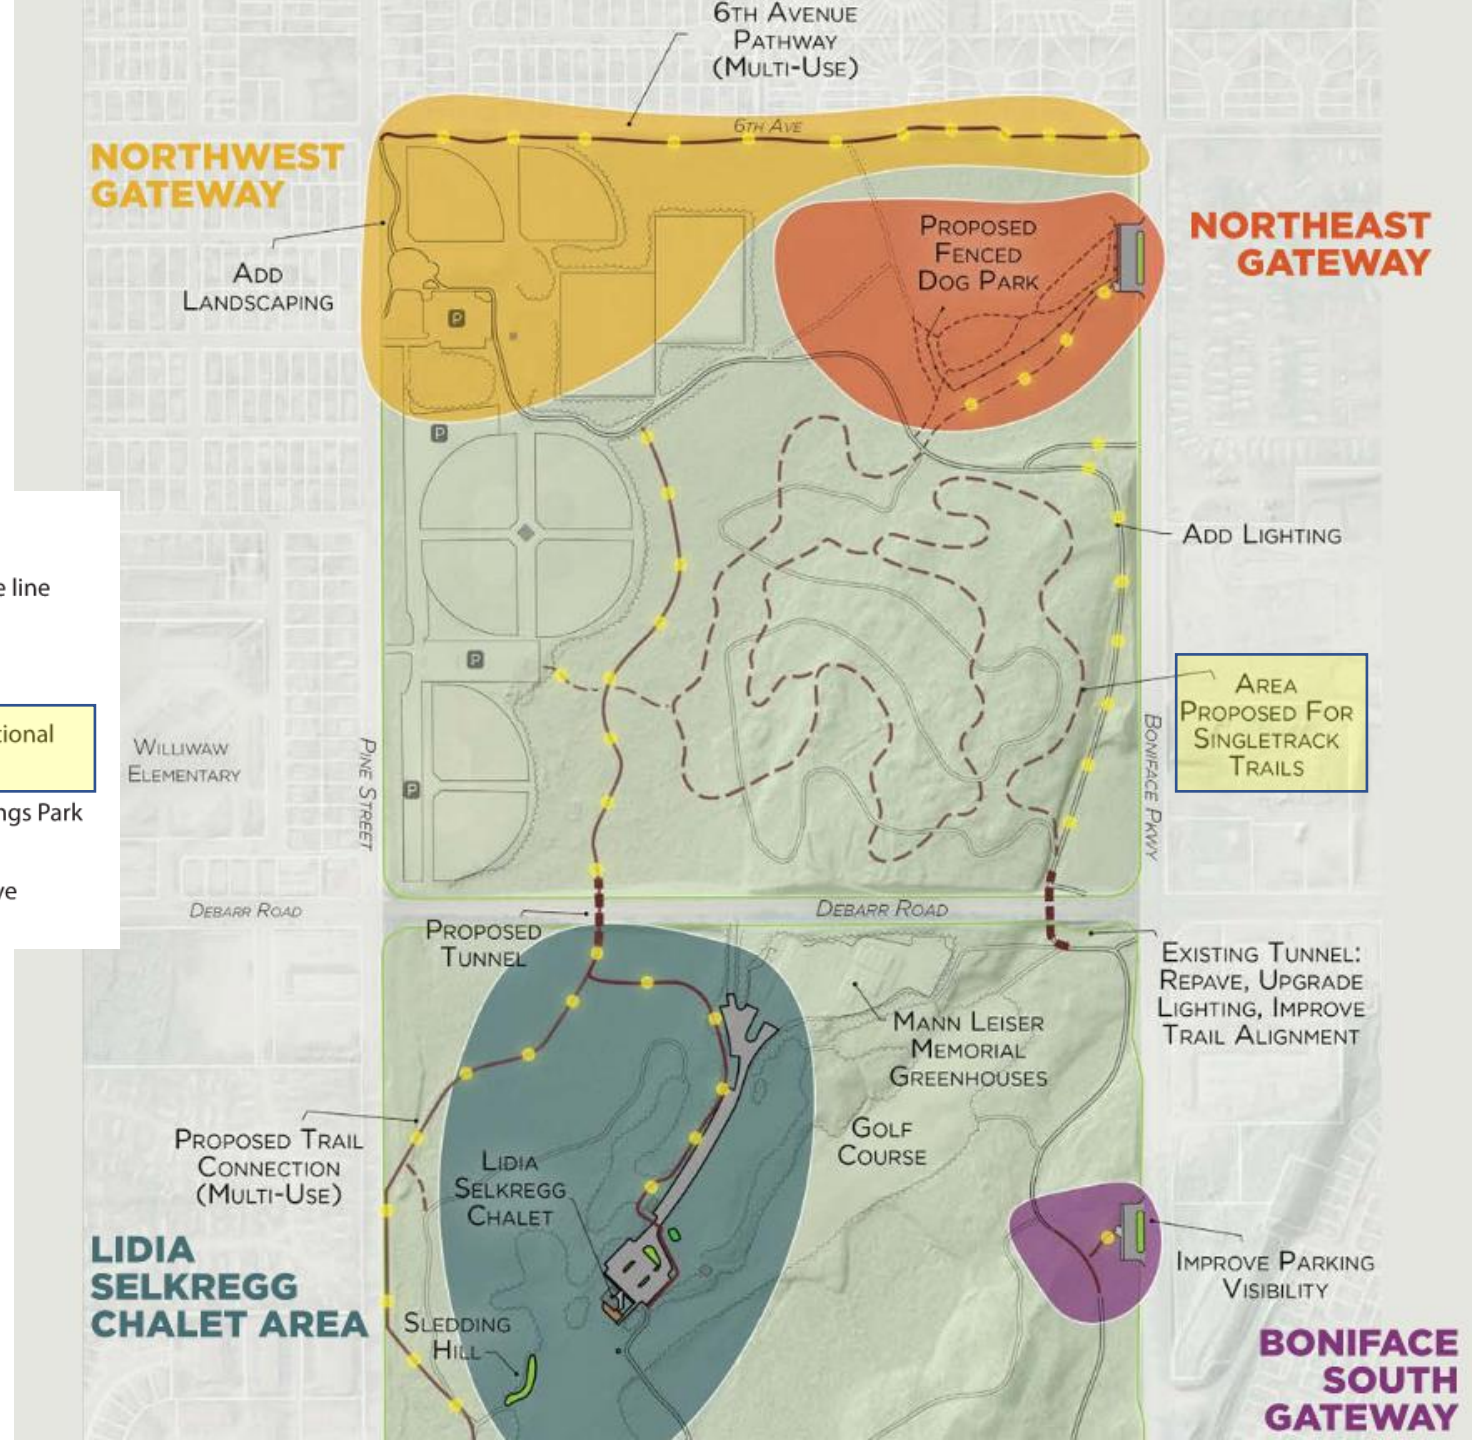 6TH AVENUE
PATHWAY
(MULTI-USE)
6TH AVE
NORTHWEST
GATEWAY
ADD
LANDSCAPING
P
PROPOSED
FENCED
DOG PARK
NORTHEAST
GATEWAY
P
ADD LIGHTING
line
P
AREA
PROPOSED FOR
SINGLETRACK
TRAILS
WILLIWAW
ELEMENTARY
PINE STREET
P
BONIFACE PKWY
Park
DEBARR ROAD
DEBARR ROAD
PROPOSED
TUNNEL
EXISTING TUNNEL:
REPAVE, UPGRADE
LIGHTING, IMPROVE
TRAIL ALIGNMENT
MANN LEISER
MEMORIAL
GREENHOUSES
GOLF
COURSE
PROPOSED TRAIL
CONNECTION
(MULTI-USE)
LIDIA
SELKREGG
CHALET
LIDIA
SELKREGG
CHALET AREA
SLEDDING
HILL
IMPROVE PARKING
VISIBILITY
BONIFACE
SOUTH
GATEWAY